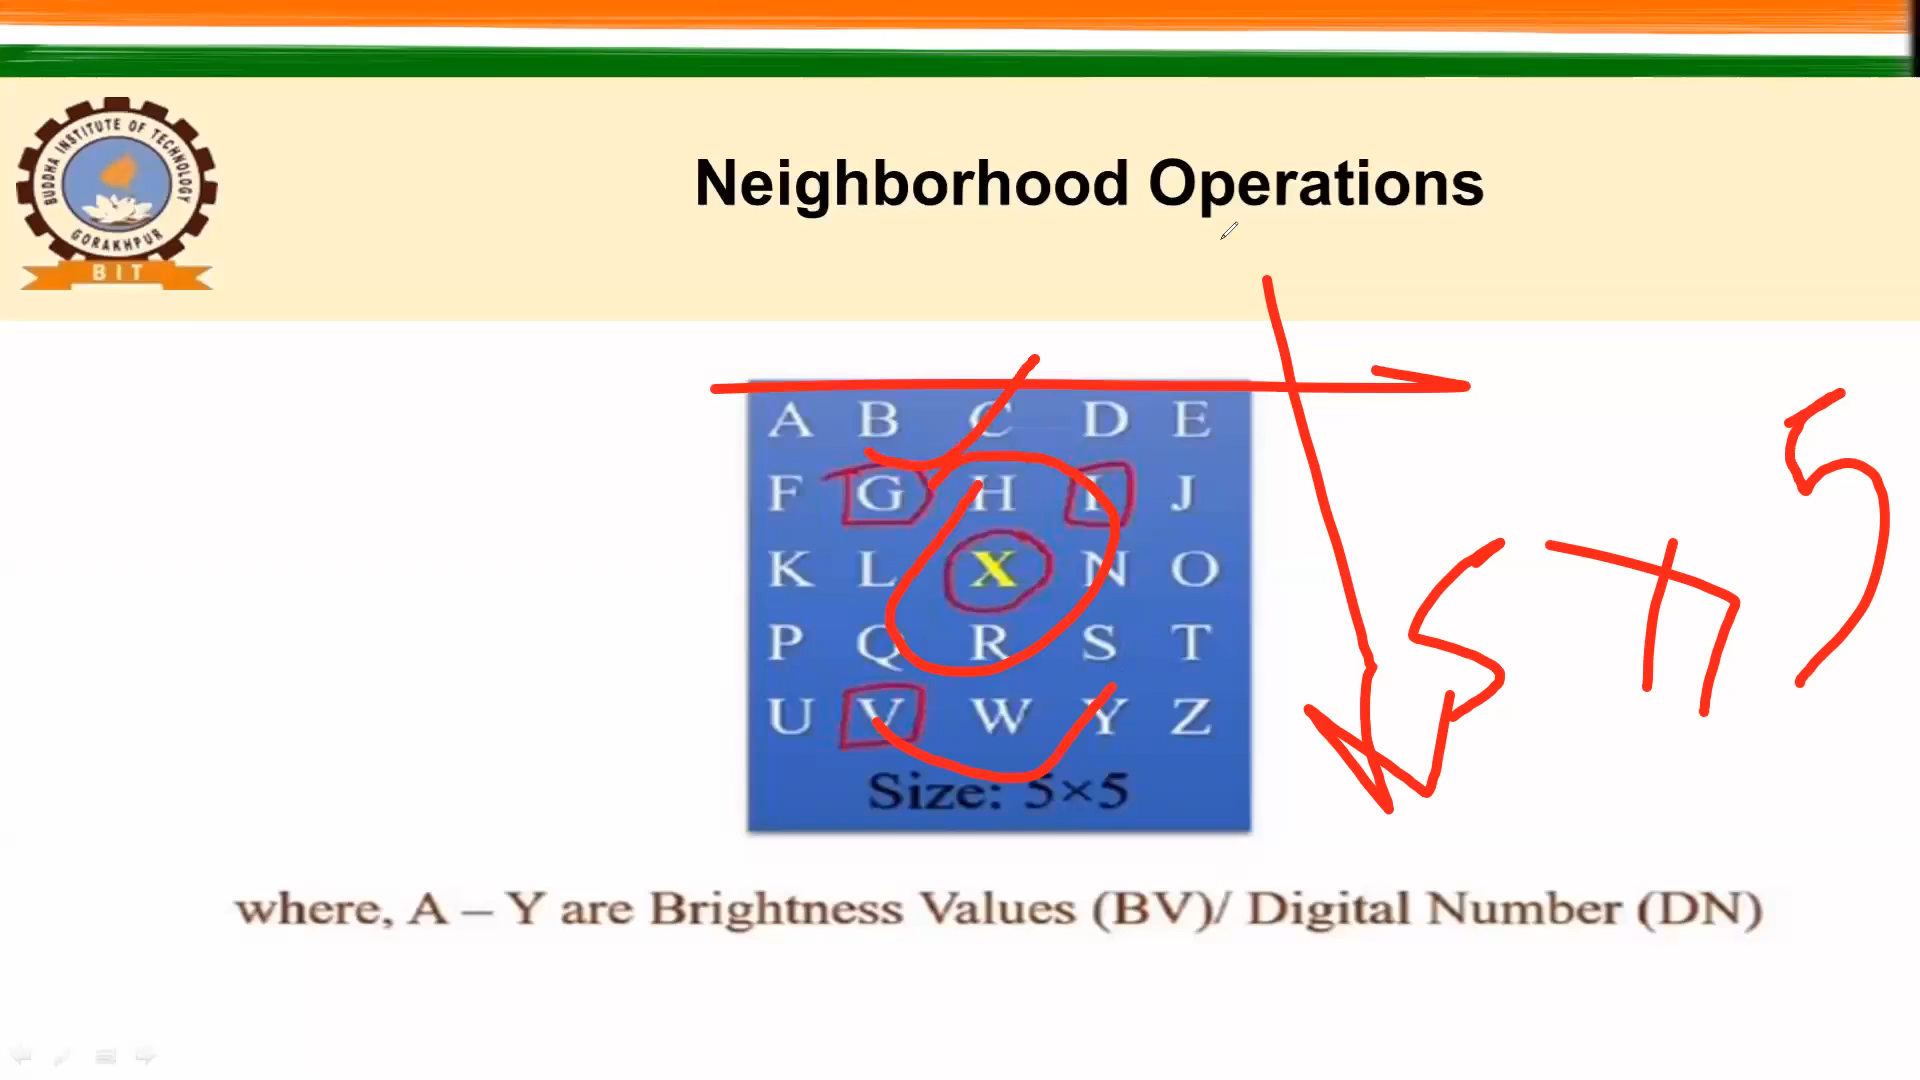 BUDDHA INSTITUTE OF TECHNOLOGY
GORAKHPUR
BIT
Neighborhood Operations
A B C D E
F G H I J
K L X N O
P Q R S T
U V W Y Z
Size: 5×5
5 × 5
where, A – Y are Brightness Values (BV)/ Digital Number (DN)